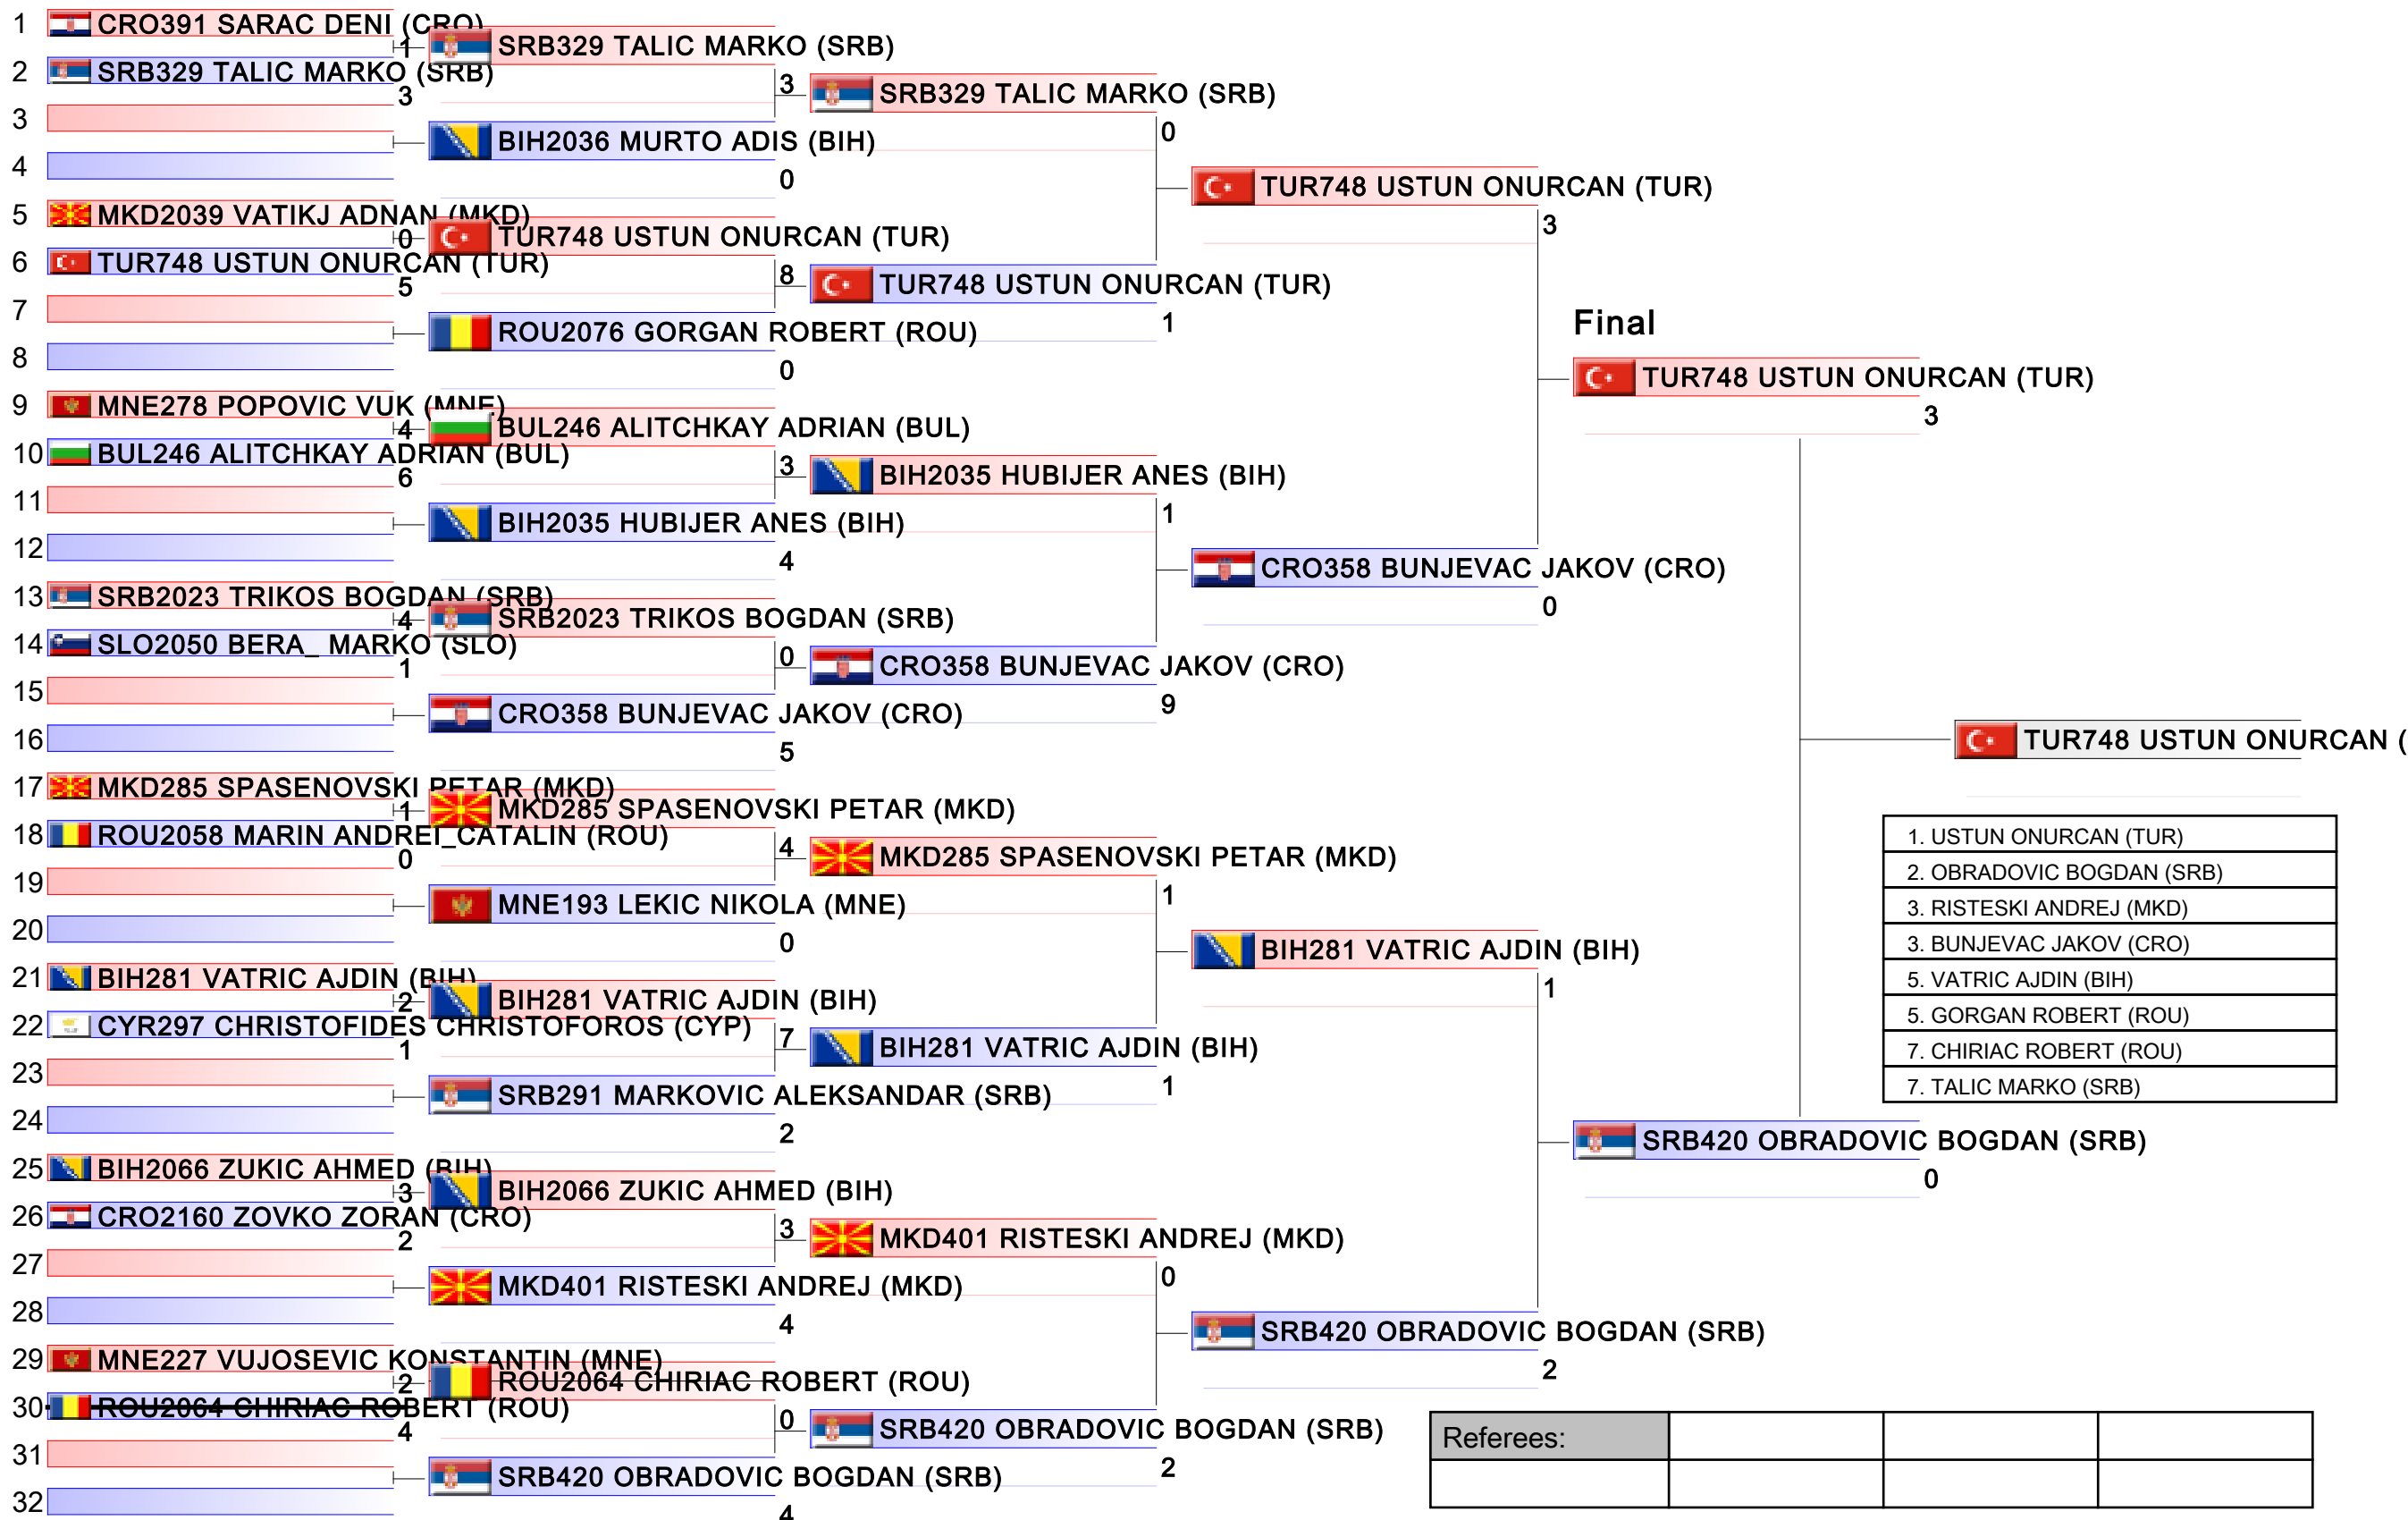 1 CRO391 SARAC DENI (CRO)
1
2 SRB329 TALIC MARKO (SRB)
3
3
4
5 MKD2039 VATIKJ ADNAN (MKD)
0
6 TUR748 USTUN ONURCAN (TUR)
5
7
8
9 MNE278 POPOVIC VUK (MNE)
4
10 BUL246 ALITCHKAY ADRIAN (BUL)
6
11
12
13 SRB2023 TRIKOS BOGDAN (SRB)
4
14 SLO2050 BERA_ MARKO (SLO)
1
15
16
17 MKD285 SPASENOVSKI PETAR (MKD)
1
18 ROU2058 MARIN ANDREI_CATALIN (ROU)
0
19
20
21 BIH281 VATRIC AJDIN (BIH)
2
22 CYR297 CHRISTOFIDES CHRISTOFOROS (CYP)
1
23
24
25 BIH2066 ZUKIC AHMED (BIH)
3
26 CRO2160 ZOVKO ZORAN (CRO)
2
27
28
29 MNE227 VUJOSEVIC KONSTANTIN (MNE)
2
30 ROU2064 CHIRIAC ROBERT (ROU)
4
31
32
SRB329 TALIC MARKO (SRB)
3
BIH2036 MURTO ADIS (BIH)
0
TUR748 USTUN ONURCAN (TUR)
8
ROU2076 GORGAN ROBERT (ROU)
0
BUL246 ALITCHKAY ADRIAN (BUL)
3
BIH2035 HUBIJER ANES (BIH)
4
SRB2023 TRIKOS BOGDAN (SRB)
0
CRO358 BUNJEVAC JAKOV (CRO)
5
MKD285 SPASENOVSKI PETAR (MKD)
4
MNE193 LEKIC NIKOLA (MNE)
0
BIH281 VATRIC AJDIN (BIH)
7
SRB291 MARKOVIC ALEKSANDAR (SRB)
2
BIH2066 ZUKIC AHMED (BIH)
3
MKD401 RISTESKI ANDREJ (MKD)
4
ROU2064 CHIRIAC ROBERT (ROU)
0
SRB420 OBRADOVIC BOGDAN (SRB)
4
SRB329 TALIC MARKO (SRB)
0
TUR748 USTUN ONURCAN (TUR)
1
BIH2035 HUBIJER ANES (BIH)
1
CRO358 BUNJEVAC JAKOV (CRO)
9
MKD285 SPASENOVSKI PETAR (MKD)
1
BIH281 VATRIC AJDIN (BIH)
1
MKD401 RISTESKI ANDREJ (MKD)
0
SRB420 OBRADOVIC BOGDAN (SRB)
2
TUR748 USTUN ONURCAN (TUR)
3
CRO358 BUNJEVAC JAKOV (CRO)
0
BIH281 VATRIC AJDIN (BIH)
1
SRB420 OBRADOVIC BOGDAN (SRB)
2
Final
TUR748 USTUN ONURCAN (TUR)
3
SRB420 OBRADOVIC BOGDAN (SRB)
0
TUR748 USTUN ONURCAN (
1. USTUN ONURCAN (TUR)
2. OBRADOVIC BOGDAN (SRB)
3. RISTESKI ANDREJ (MKD)
3. BUNJEVAC JAKOV (CRO)
5. VATRIC AJDIN (BIH)
5. GORGAN ROBERT (ROU)
7. CHIRIAC ROBERT (ROU)
7. TALIC MARKO (SRB)
Referees: